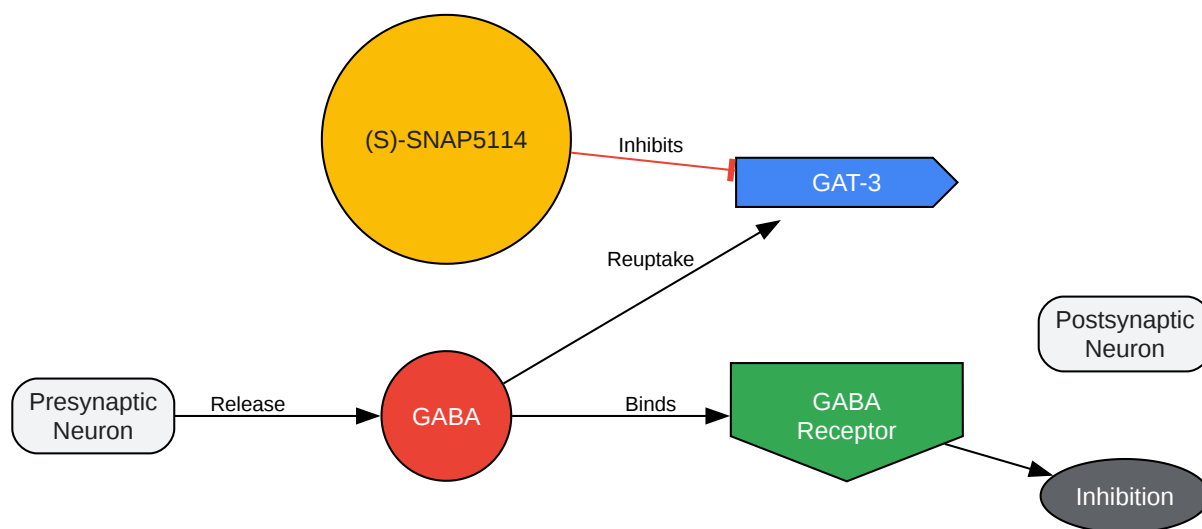 (S)-SNAP5114
Inhibits
GAT-3
Reuptake
Postsynaptic
Neuron
Presynaptic
Neuron
Release
GABA
Binds
GABA
Receptor
Inhibition